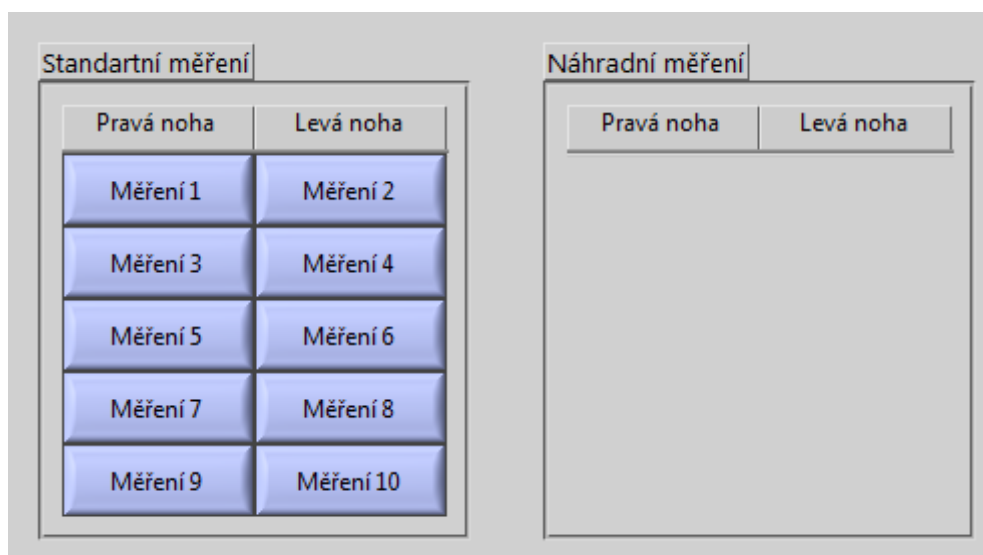 Standartní měření
Pravá noha Levá noha
Měření 1 Měření 2
Měření 3 Měření 4
Měření 5 Měření 6
Měření 7 Měření 8
Měření 9 Měření 10
Náhradní měření
Pravá noha Levá noha